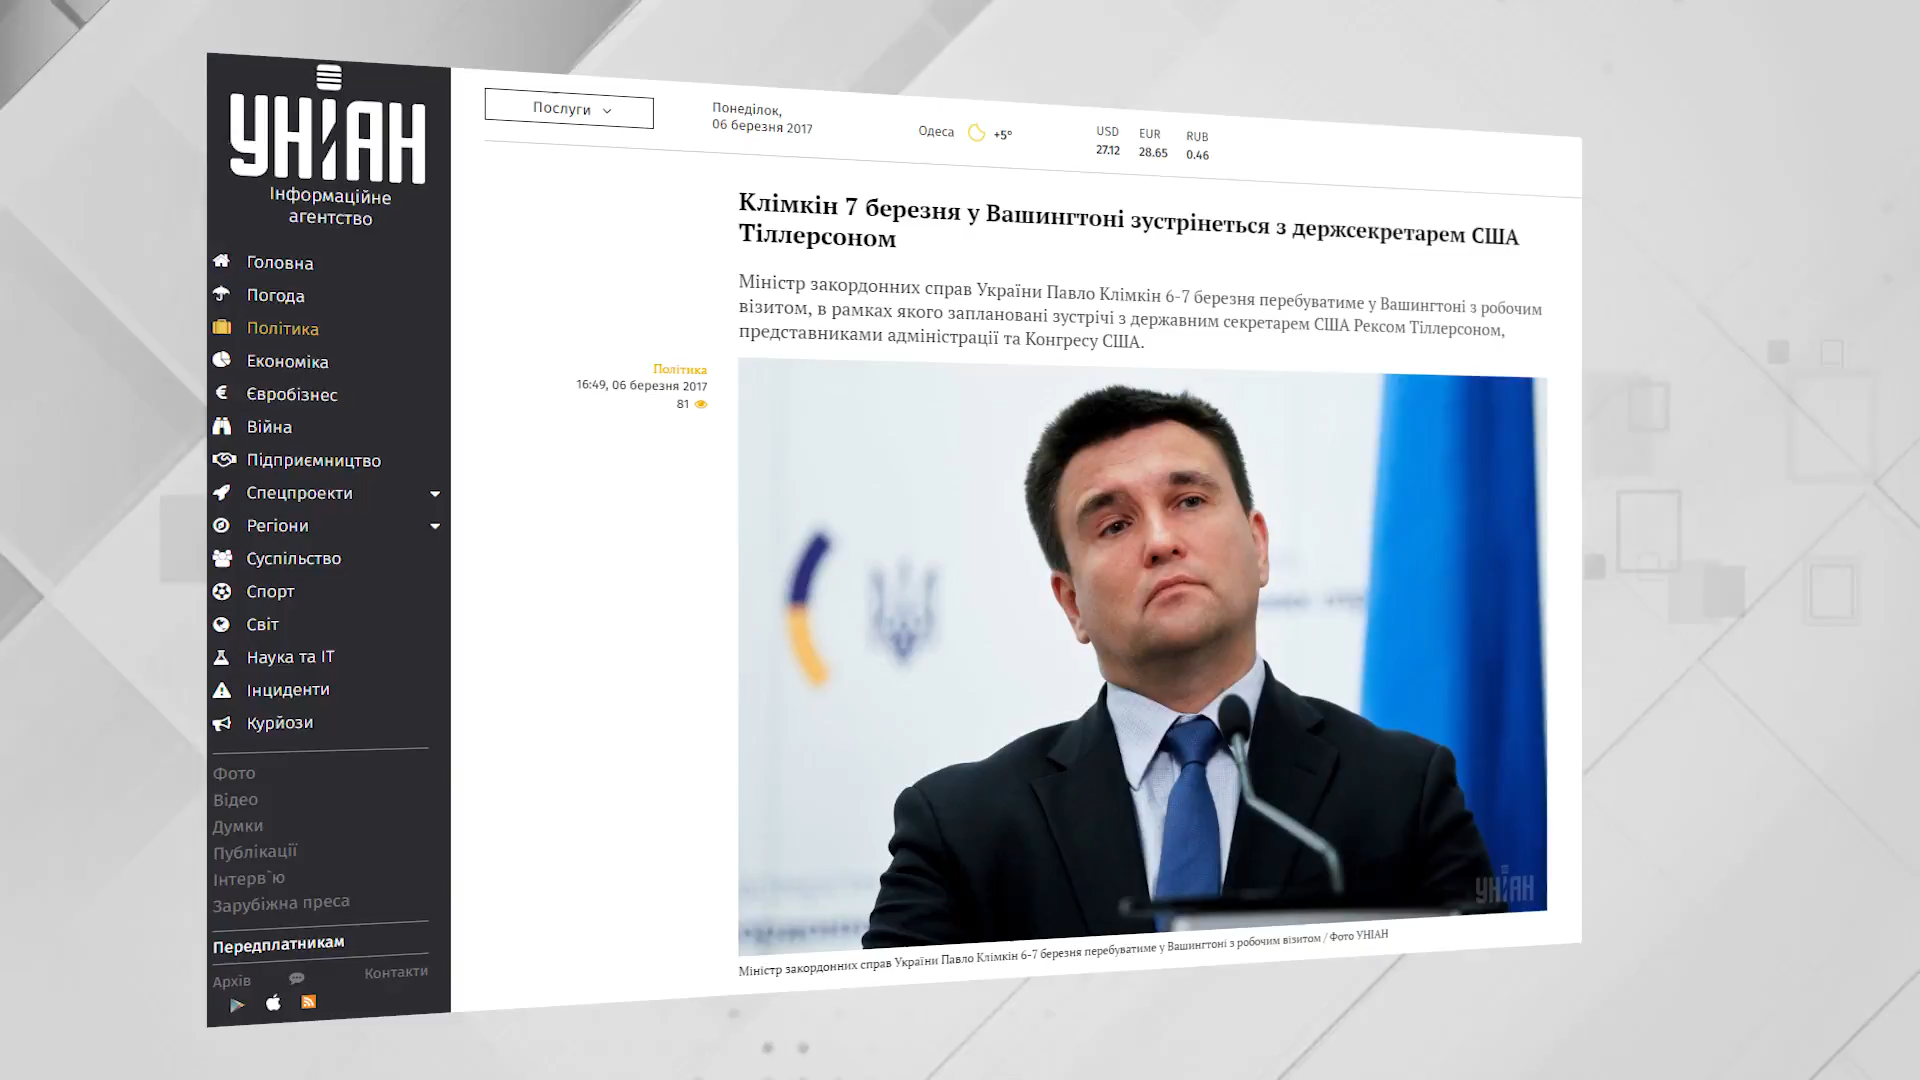 УНІАН
Інформаційне
агентство
Головна
Погода
Політика
Економіка
Євробізнес
Війна
Підприємництво
Спецпроекти
Регіони
Суспільство
Спорт
Світ
Наука та ІТ
Інциденти
Курйози
Фото
Відео
Думки
Публікації
Інтерв`ю
Зарубіжна преса
Передплатникам
Архів
Контакти
Послуги
Понеділок,
06 березня 2017
Одеса +5°
USD EUR RUB
27.12 28.65 0.46
Клімкін 7 березня у Вашингтоні зустрінеться з держсекретарем США
Тіллерсоном
Міністр закордонних справ України Павло Клімкін 6-7 березня перебуватиме у Вашингтоні з робочим
візитом, в рамках якого заплановані зустрічі з державним секретарем США Рексом Тіллерсоном,
представниками адміністрації та Конгресу США.
Політика
16:49, 06 березня 2017
81
УНІАН
Міністр закордонних справ України Павло Клімкін 6-7 березня перебуватиме у Вашингтоні з робочим візитом / Фото УНІАН